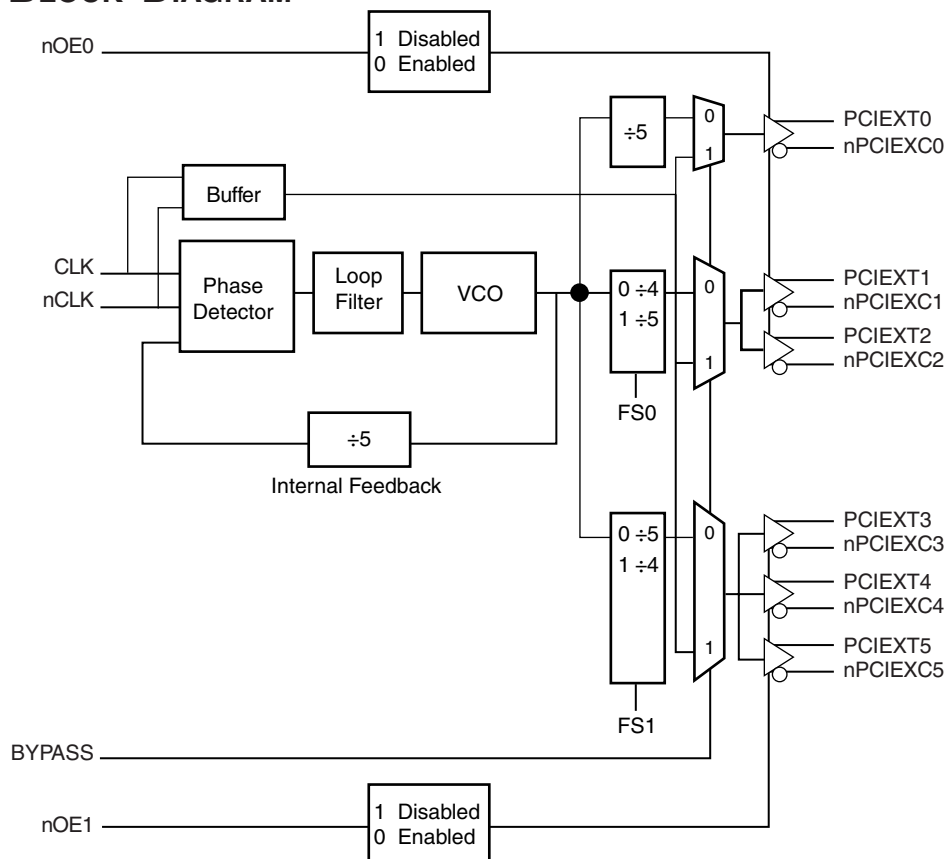 BLOCK DIAGRAM
nOE0
1 Disabled
0 Enabled
÷5
0
1
PCIEXT0
nPCIEXC0
Buffer
CLK
nCLK
Phase
Detector
Loop
Filter
VCO
0 ÷4
1 ÷5
FS0
0
1
PCIEXT1
nPCIEXC1
PCIEXT2
nPCIEXC2
÷5
Internal Feedback
0 ÷5
1 ÷4
FS1
0
1
PCIEXT3
nPCIEXC3
PCIEXT4
nPCIEXC4
PCIEXT5
nPCIEXC5
BYPASS
nOE1
1 Disabled
0 Enabled